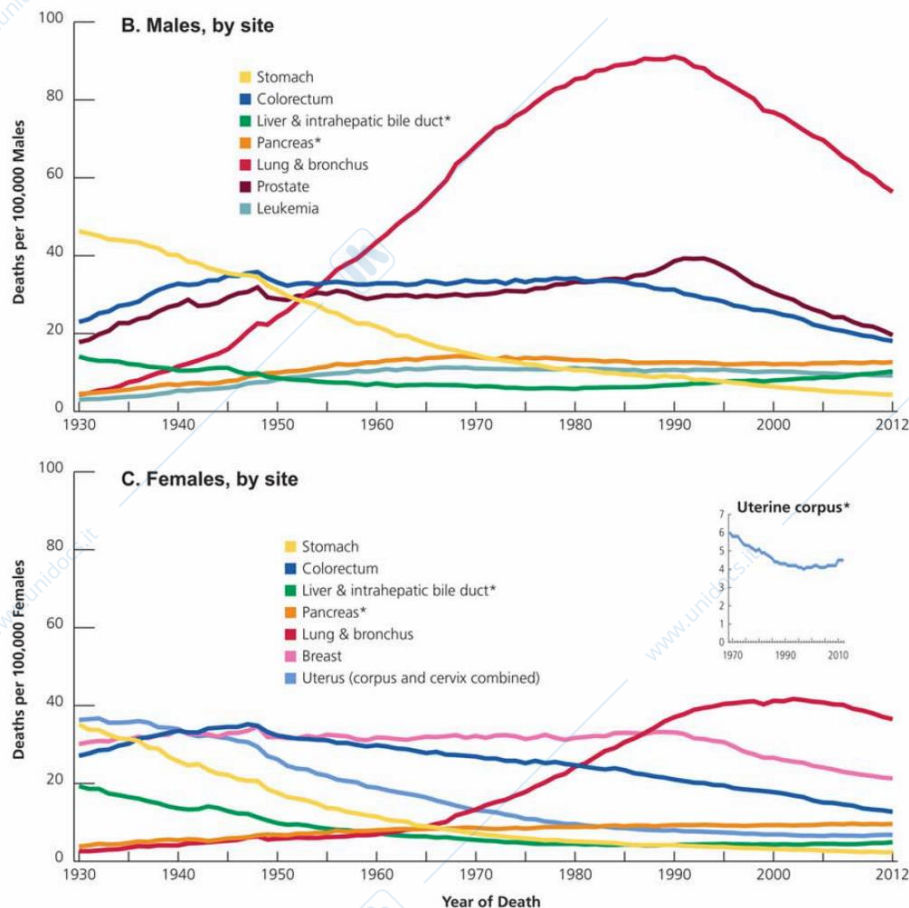 B. Males, by site
100
80
60
40
20
0
Deaths per 100,000 Males
Stomach
Colorectum
Liver & intrahepatic bile duct*
Pancreas*
Lung & bronchus
Prostate
Leukemia
1930 1940 1950 1960 1970 1980 1990 2000 2012
C. Females, by site
100
80
60
40
20
0
Deaths per 100,000 Females
Stomach
Colorectum
Liver & intrahepatic bile duct*
Pancreas*
Lung & bronchus
Breast
Uterus (corpus and cervix combined)
Uterine corpus*
7
6
5
4
3
2
1
0
1970 1990 2010
1930 1940 1950 1960 1970 1980 1990 2000 2012
Year of Death
www.unidocs.it